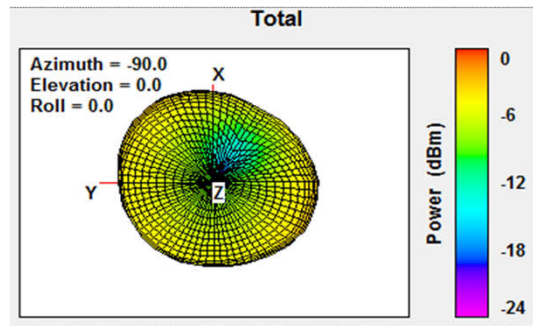 Total
Azimuth = -90.0
Elevation = 0.0
Roll = 0.0
X
Y
Z
Power (dBm)
0
-6
-12
-18
-24